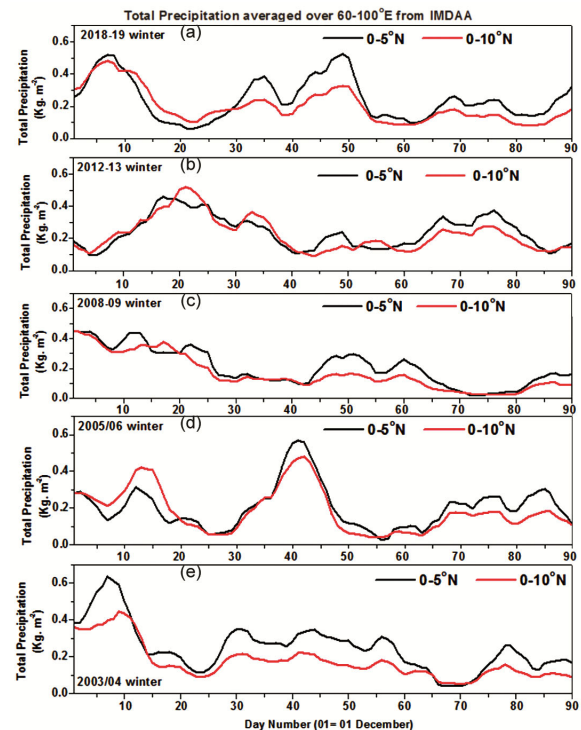 Total Precipitation averaged over 60-100°E from IMDAA
2018-19 winter (a) 0-5°N 0-10°N
Total Precipitation
(Kg. m²)
0.6
0.4
0.2
0.0
10 20 30 40 50 60 70 80 90
2012-13 winter (b) 0-5°N 0-10°N
Total Precipitation
(Kg. m²)
0.6
0.4
0.2
0.0
10 20 30 40 50 60 70 80 90
2008-09 winter (c) 0-5°N 0-10°N
Total Precipitation
(Kg. m²)
0.6
0.4
0.2
0.0
10 20 30 40 50 60 70 80 90
2005/06 winter (d) 0-5°N 0-10°N
Total Precipitation
(Kg. m²)
0.6
0.4
0.2
0.0
10 20 30 40 50 60 70 80 90
(e) 0-5°N 0-10°N
Total Precipitation
(Kg. m²)
0.6
0.4
0.2
0.0
2003/04 winter
10 20 30 40 50 60 70 80 90
Day Number (01= 01 December)